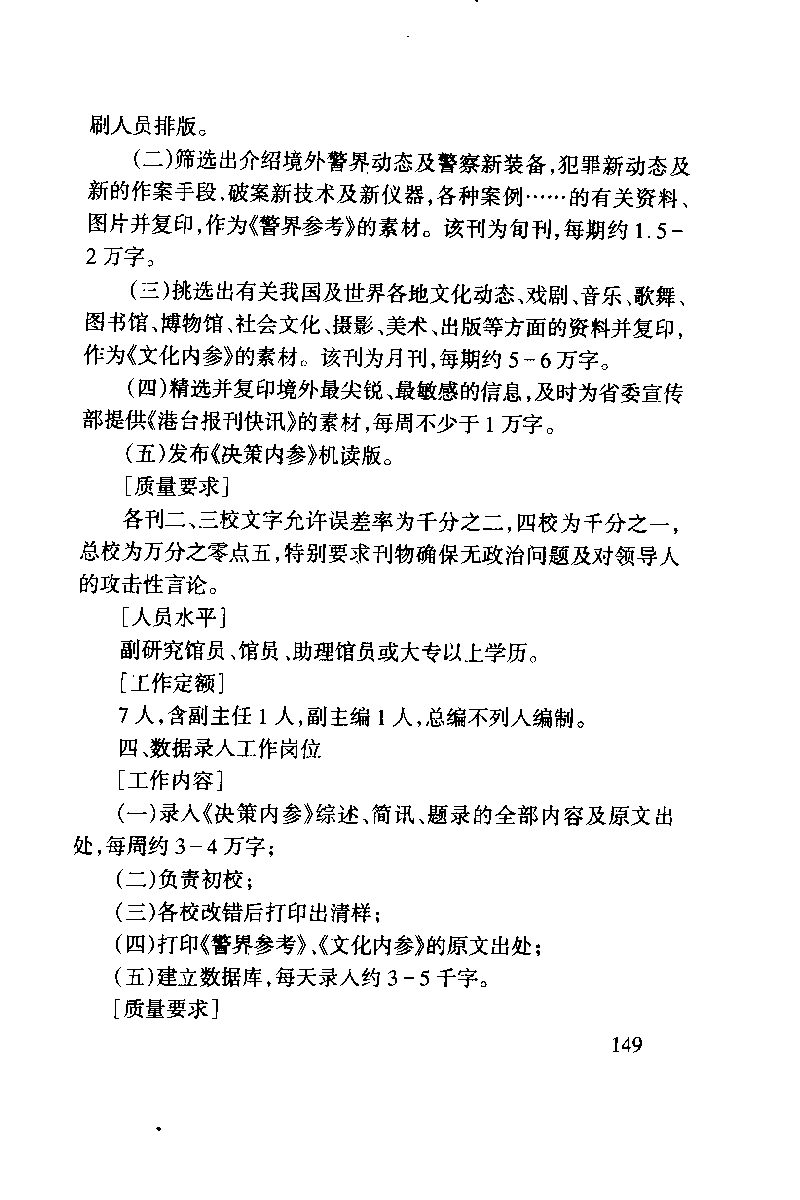 刷人员排版。
(二)筛选出介绍境外警界动态及警察新装备,犯罪新动态及
新的作案手段、破案新技术及新仪器,各种案例……的有关资料、
图片并复印,作为《警界参考》的素材。该刊为旬刊,每期约1.5-
2万字。
(三)挑选出有关我国及世界各地文化动态、戏剧、音乐、歌舞、
图书馆、博物馆、社会文化、摄影、美术、出版等方面的资料并复印,
作为《文化内参》的素材。该刊为月刊,每期约5-6万字。
(四)精选并复印境外最尖锐、最敏感的信息,及时为省委宣传
部提供《港台报刊快讯》的素材,每周不少于1万字。
(五)发布《决策内参》机读版。
[质量要求]
各刊二、三校文字允许误差率为千分之二,四校为千分之一,
总校为万分之零点五,特别要求刊物确保无政治问题及对领导人
的攻击性言论。
[人员水平]
副研究馆员、馆员、助理馆员或大专以上学历。
[工作定额]
7人,含副主任1人,副主编1人,总编不列人编制。
四、数据录人工作岗位
[工作内容]
(一)录人《决策内参》综述、简讯、题录的全部内容及原文出
处,每周约3-4万字;
(二)负责初校;
(三)各校改错后打印出清样;
(四)打印《警界参考》、《文化内参》的原文出处;
(五)建立数据库,每天录人约3-5千字。
[质量要求]
149